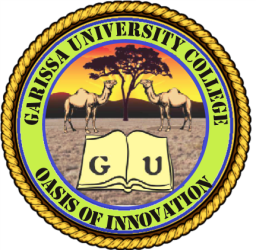 GARISSA UNIVERSITY COLLEGE
G U
OASIS OF INNOVATION